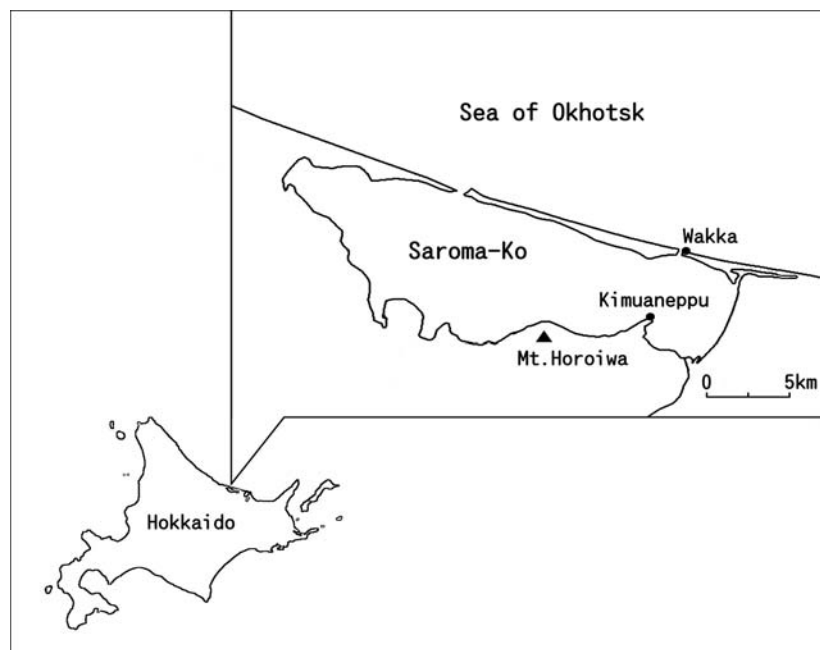 Sea of Okhotsk
Wakka
Saroma-Ko
Kimuaneppu
Mt.Horoiwa
0 5km
Hokkaido